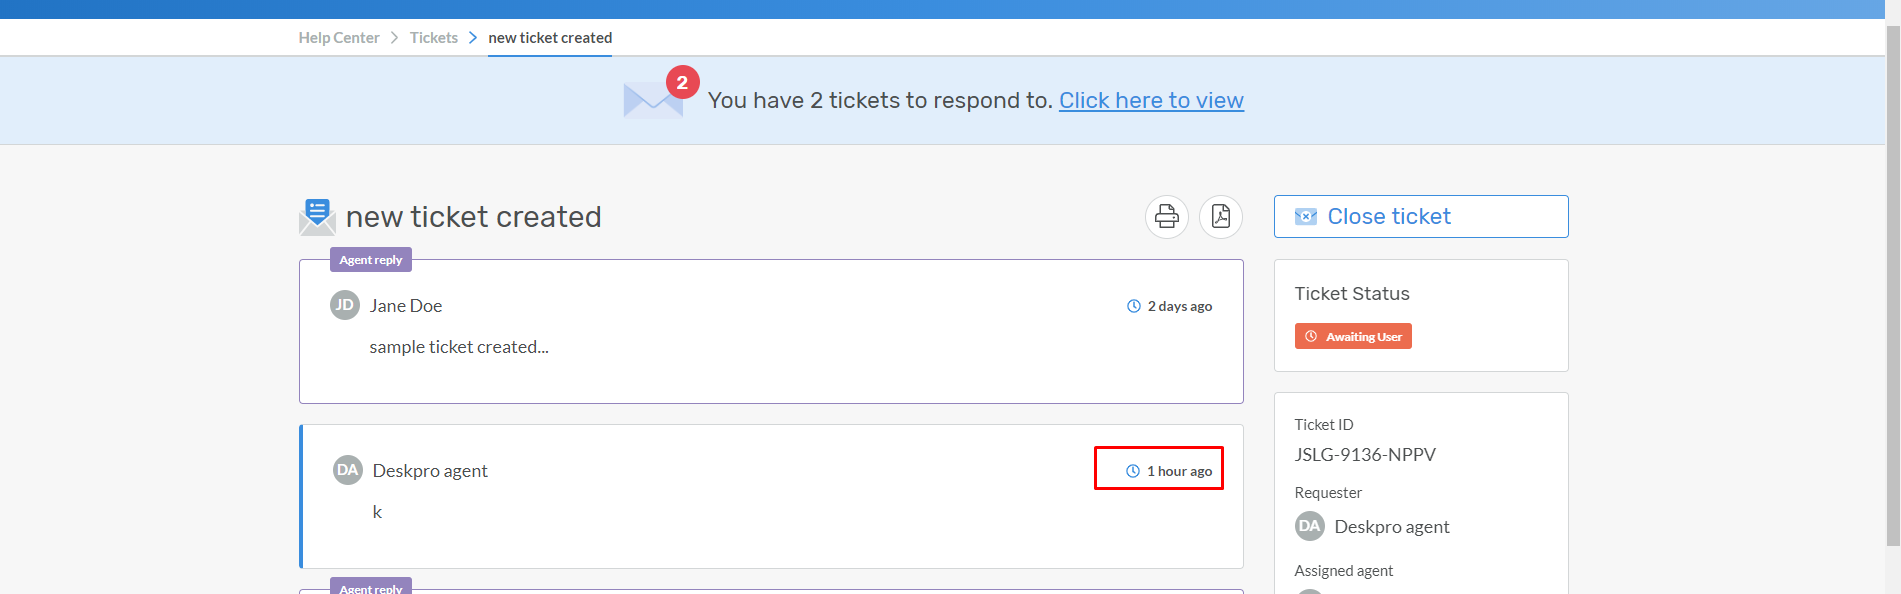 Help Center > Tickets > new ticket created
2
You have 2 tickets to respond to. Click here to view
new ticket created
Agent reply
JD Jane Doe
2 days ago
sample ticket created...
DA Deskpro agent
1 hour ago
k
Agent reply
Close ticket
Ticket Status
Awaiting User
Ticket ID
JSLG-9136-NPPV
Requester
DA Deskpro agent
Assigned agent